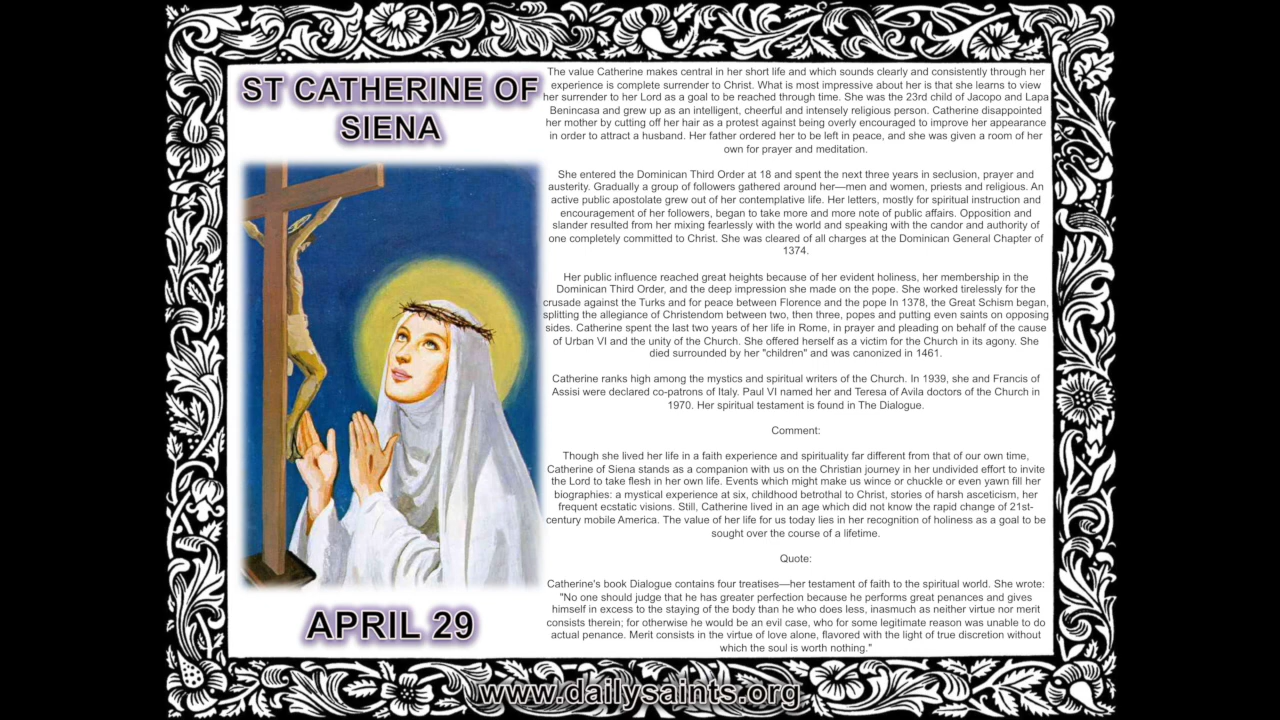 ST CATHERINE OF
SIENA
The value Catherine makes central in her short life and which sounds clearly and consistently through her
experience is complete surrender to Christ. What is most impressive about her is that she learns to view
her surrender to her Lord as a goal to be reached through time. She was the 23rd child of Jacopo and Lapa
Benincasa and grew up as an intelligent, cheerful and intensely religious person. Catherine disappointed
her mother by cutting off her hair as a protest against being overly encouraged to improve her appearance
in order to attract a husband. Her father ordered her to be left in peace, and she was given a room of her
own for prayer and meditation.
She entered the Dominican Third Order at 18 and spent the next three years in seclusion, prayer and
austerity. Gradually a group of followers gathered around her—men and women, priests and religious. An
active public apostolate grew out of her contemplative life. Her letters, mostly for spiritual instruction and
encouragement of her followers, began to take more and more note of public affairs. Opposition and
slander resulted from her mixing fearlessly with the world and speaking with the candor and authority of
one completely committed to Christ. She was cleared of all charges at the Dominican General Chapter of
1374.
Her public influence reached great heights because of her evident holiness, her membership in the
Dominican Third Order, and the deep impression she made on the pope. She worked tirelessly for the
crusade against the Turks and for peace between Florence and the pope In 1378, the Great Schism began,
splitting the allegiance of Christendom between two, then three, popes and putting even saints on opposing
sides. Catherine spent the last two years of her life in Rome, in prayer and pleading on behalf of the cause
of Urban VI and the unity of the Church. She offered herself as a victim for the Church in its agony. She
died surrounded by her "children" and was canonized in 1461.
Catherine ranks high among the mystics and spiritual writers of the Church. In 1939, she and Francis of
Assisi were declared co-patrons of Italy. Paul VI named her and Teresa of Avila doctors of the Church in
1970. Her spiritual testament is found in The Dialogue.
Comment:
Though she lived her life in a faith experience and spirituality far different from that of our own time,
Catherine of Siena stands as a companion with us on the Christian journey in her undivided effort to invite
the Lord to take flesh in her own life. Events which might make us wince or chuckle or even yawn fill her
biographies: a mystical experience at six, childhood betrothal to Christ, stories of harsh asceticism, her
frequent ecstatic visions. Still, Catherine lived in an age which did not know the rapid change of 21st-
century mobile America. The value of her life for us today lies in her recognition of holiness as a goal to be
sought over the course of a lifetime.
Quote:
Catherine's book Dialogue contains four treatises—her testament of faith to the spiritual world. She wrote:
"No one should judge that he has greater perfection because he performs great penances and gives
himself in excess to the staying of the body than he who does less, inasmuch as neither virtue nor merit
consists therein; for otherwise he would be an evil case, who for some legitimate reason was unable to do
actual penance. Merit consists in the virtue of love alone, flavored with the light of true discretion without
which the soul is worth nothing."
APRIL 29
www.dailysaints.org